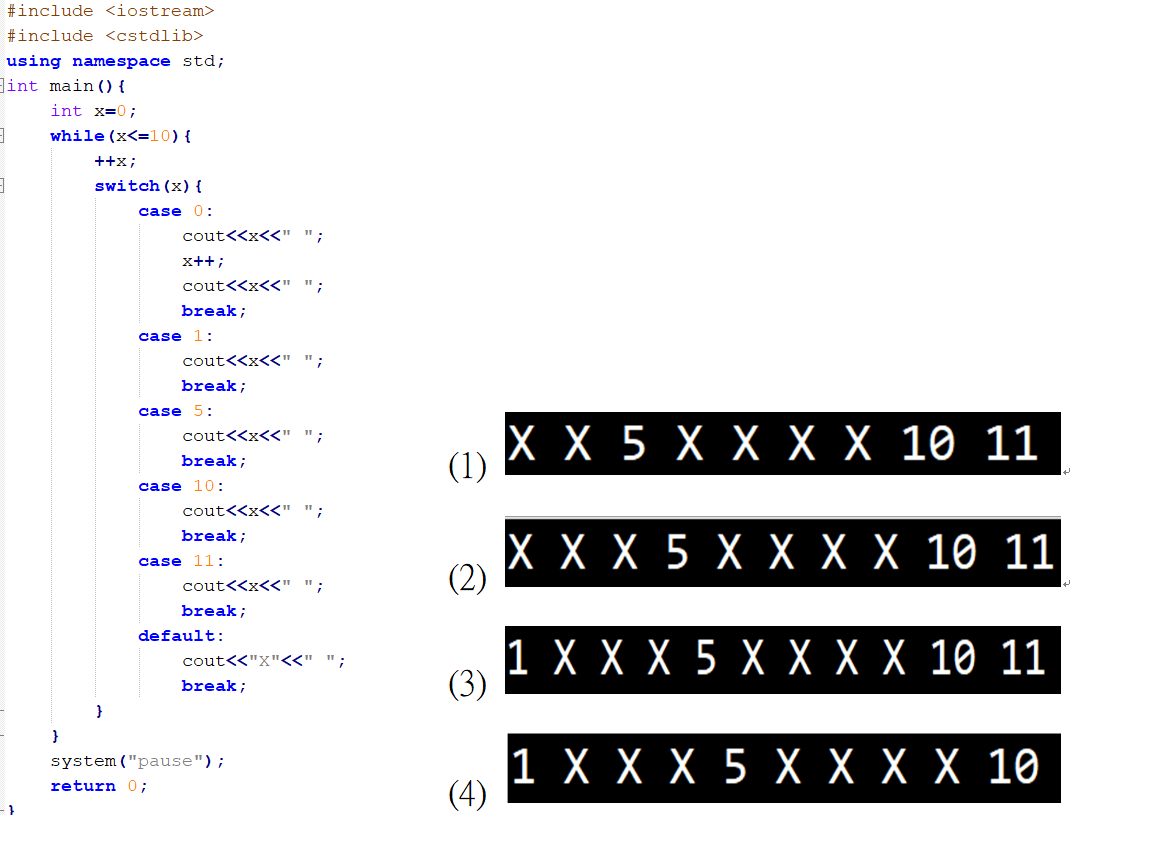 #include <iostream>
#include <cstdlib>
using namespace std;
int main(){
    int x=0;
    while(x<=10){
        ++x;
        switch(x){
            case 0:
                cout<<x<<" ";
                x++;
                cout<<x<<" ";
                break;
            case 1:
                cout<<x<<" ";
                break;
            case 5:
                cout<<x<<" ";
                break;
            case 10:
                cout<<x<<" ";
                break;
            case 11:
                cout<<x<<" ";
                break;
            default:
                cout<<"X"<<" ";
                break;
        }
    }
    system("pause");
    return 0;
}
(1) X X 5 X X X X 10 11
(2) X X X 5 X X X X 10 11
(3) 1 X X X 5 X X X X 10 11
(4) 1 X X X 5 X X X X 10